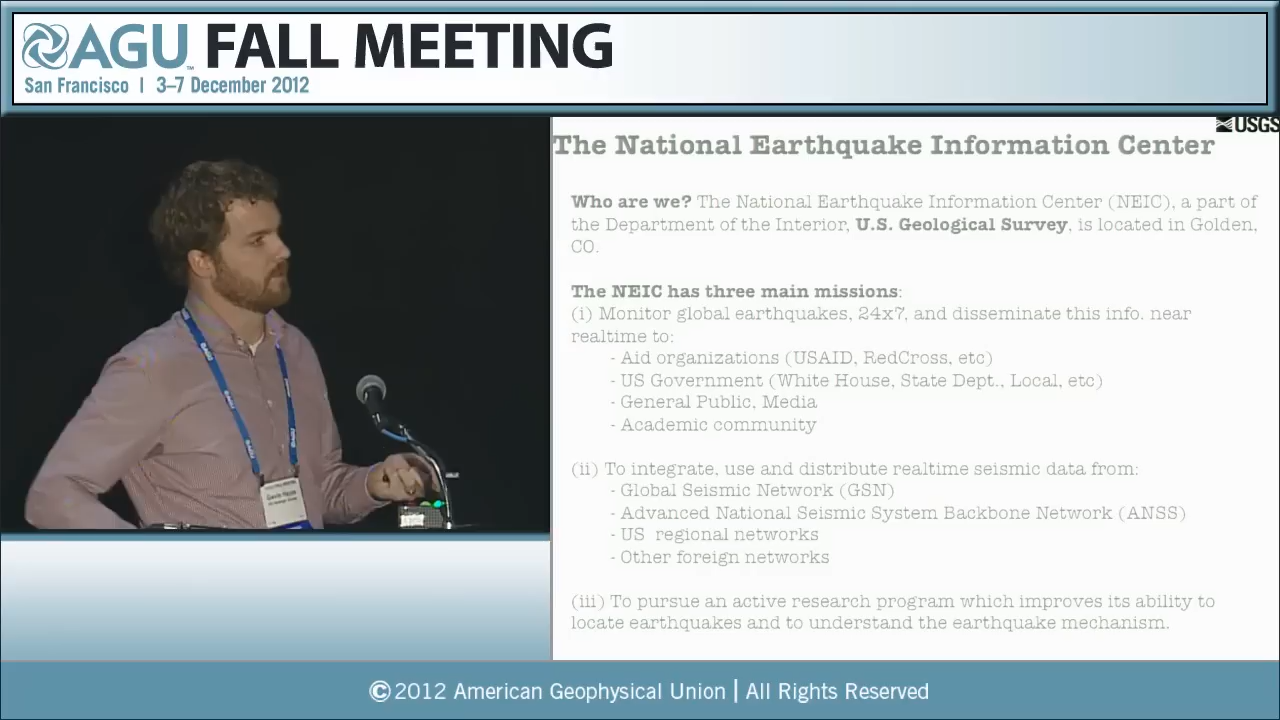 AGU FALL MEETING
San Francisco | 3–7 December 2012
USGS
The National Earthquake Information Center
Who are we? The National Earthquake Information Center (NEIC), a part of
the Department of the Interior, U.S. Geological Survey, is located in Golden,
CO.
The NEIC has three main missions:
(i) Monitor global earthquakes, 24x7, and disseminate this info. near
realtime to:
- Aid organizations (USAID, RedCross, etc)
- US Government (White House, State Dept., Local, etc)
- General Public, Media
- Academic community
(ii) To integrate, use and distribute realtime seismic data from:
- Global Seismic Network (GSN)
- Advanced National Seismic System Backbone Network (ANSS)
- US regional networks
- Other foreign networks
(iii) To pursue an active research program which improves its ability to
locate earthquakes and to understand the earthquake mechanism.
AGU
©2012 American Geophysical Union | All Rights Reserved